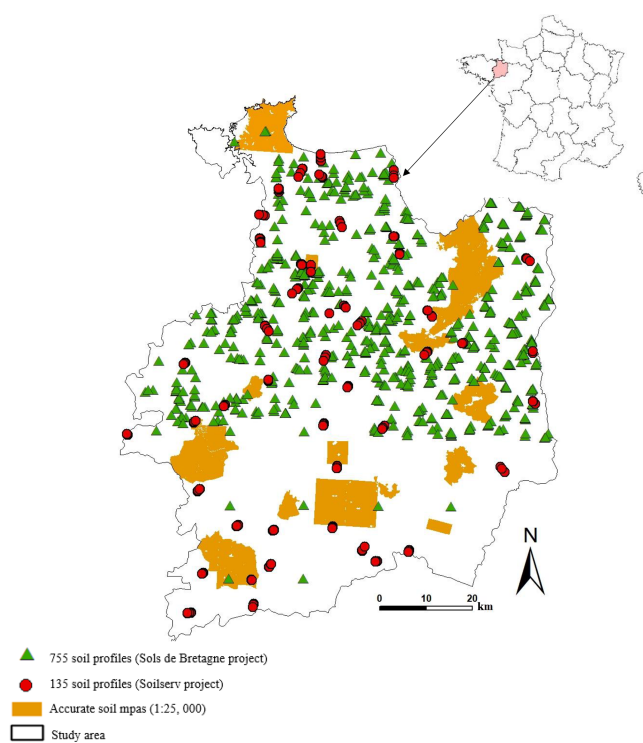 N
0 10 20
km
755 soil profiles (Sols de Bretagne project)
135 soil profiles (Soilserv project)
Accurate soil mpas (1:25, 000)
Study area